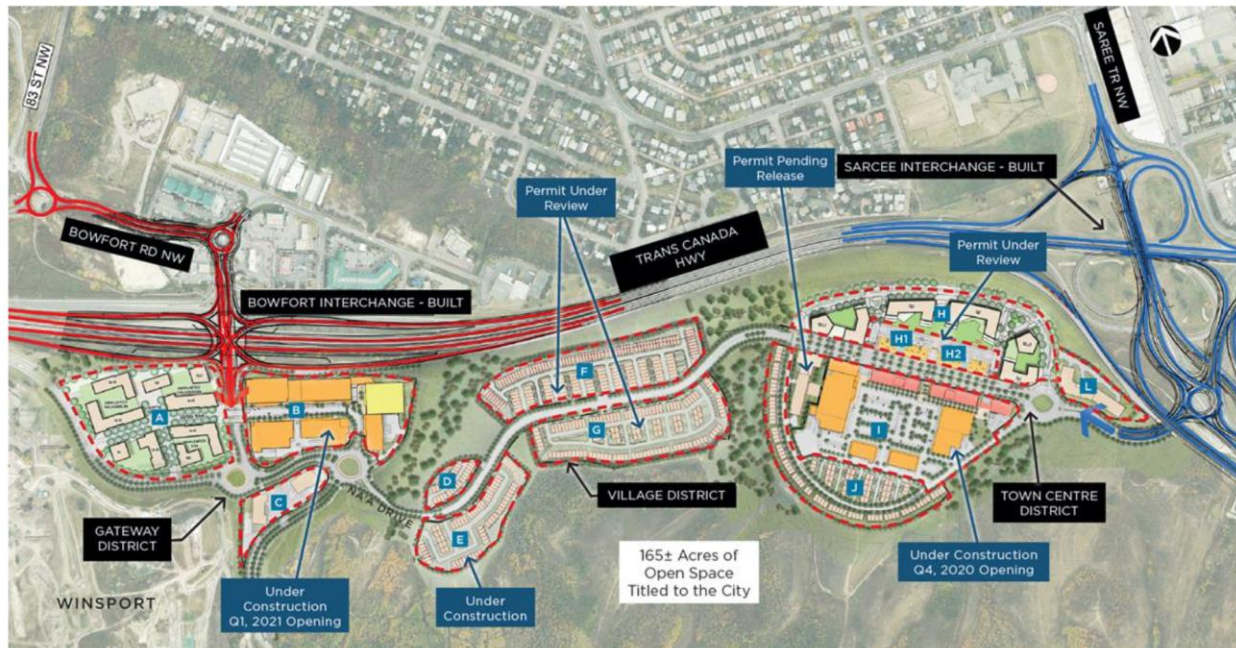 83 ST NW
SAREE TR NW
Permit Pending
Release
SARCEE INTERCHANGE - BUILT
Permit Under
Review
BOWFORT RD NW
TRANS CANADA
HWY
Permit Under
Review
BOWFORT INTERCHANGE - BUILT
H
H1
H2
F
L
A
B
G
I
D
J
C
E
NA'A DRIVE
VILLAGE DISTRICT
TOWN CENTRE
DISTRICT
GATEWAY
DISTRICT
165± Acres of
Open Space
Titled to the City
Under Construction
Q4, 2020 Opening
WINSPORT
Under
Construction
Q1, 2021 Opening
Under
Construction